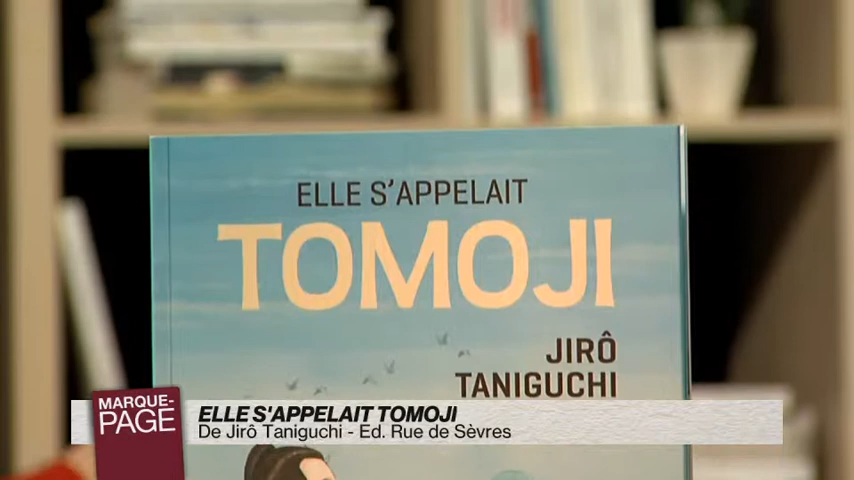 ELLE S'APPELAIT
TOMOJI
JIRÔ
TANIGUCHI
MARQUE-
PAGE
ELLE S'APPELAIT TOMOJI
De Jirô Taniguchi - Ed. Rue de Sèvres